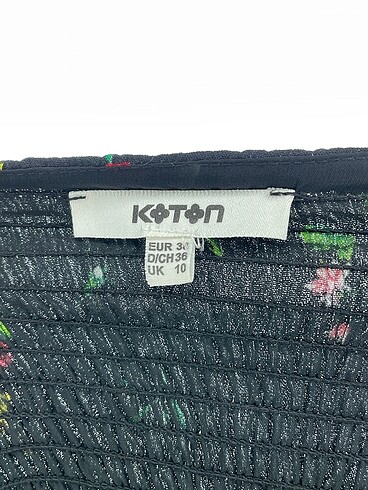 KOTON
EUR 38
D/CH 36
UK 10